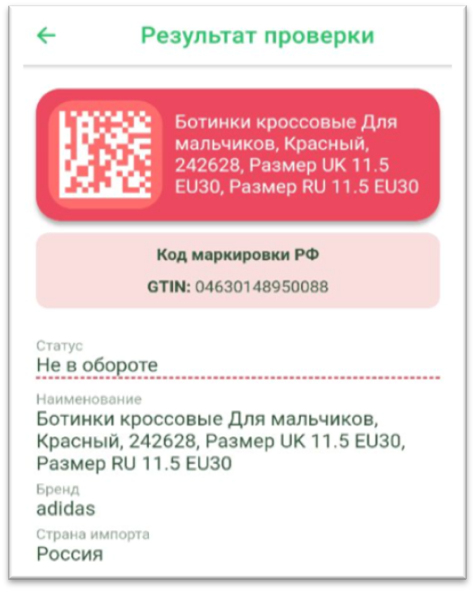 Результат проверки
Ботинки кроссовые Для
мальчиков, Красный,
242628, Размер UK 11.5
EU30, Размер RU 11.5 EU30
Код маркировки РФ
GTIN: 04630148950088
Статус
Не в обороте
Наименование
Ботинки кроссовые Для мальчиков,
Красный, 242628, Размер UK 11.5 EU30,
Размер RU 11.5 EU30
Бренд
adidas
Страна импорта
Россия